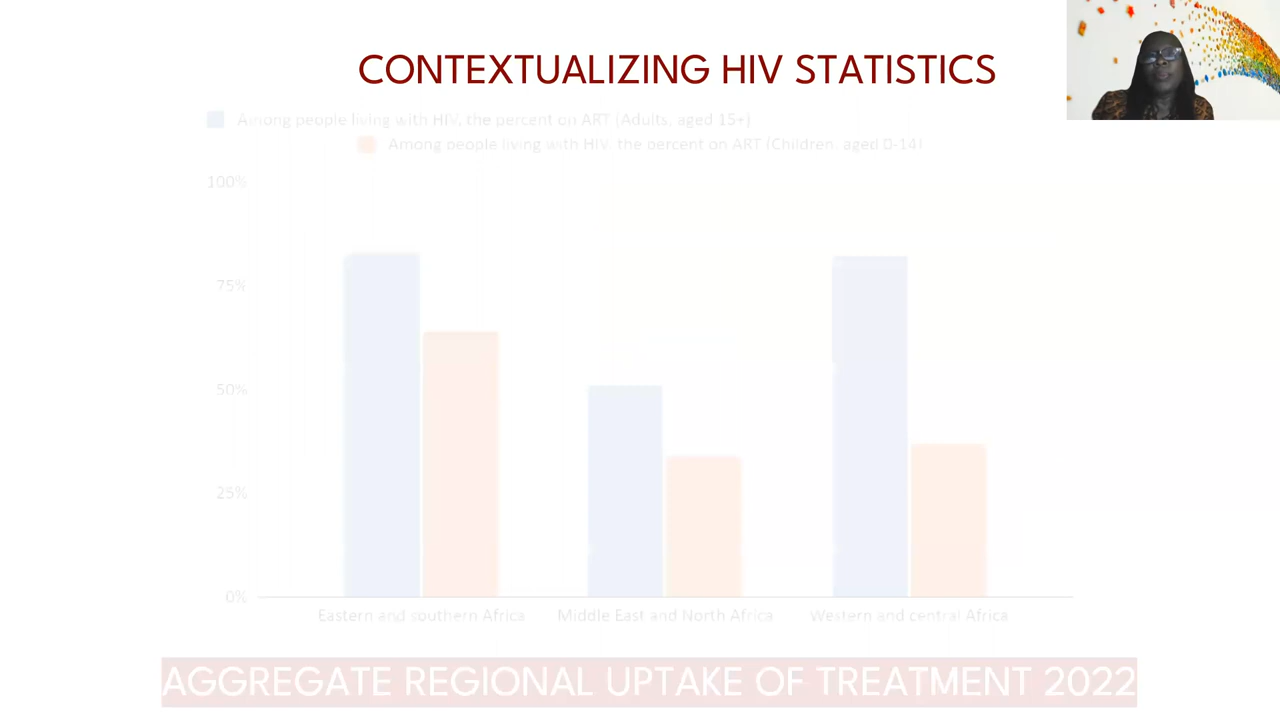 CONTEXTUALIZING HIV STATISTICS
Among people living with HIV, the percent on ART (Adults, aged 15+)
Among people living with HIV, the percent on ART (Children, aged 0-14)
100%
75%
50%
25%
0%
Eastern and southern Africa
Middle East and North Africa
Western and central Africa
AGGREGATE REGIONAL UPTAKE OF TREATMENT 2022